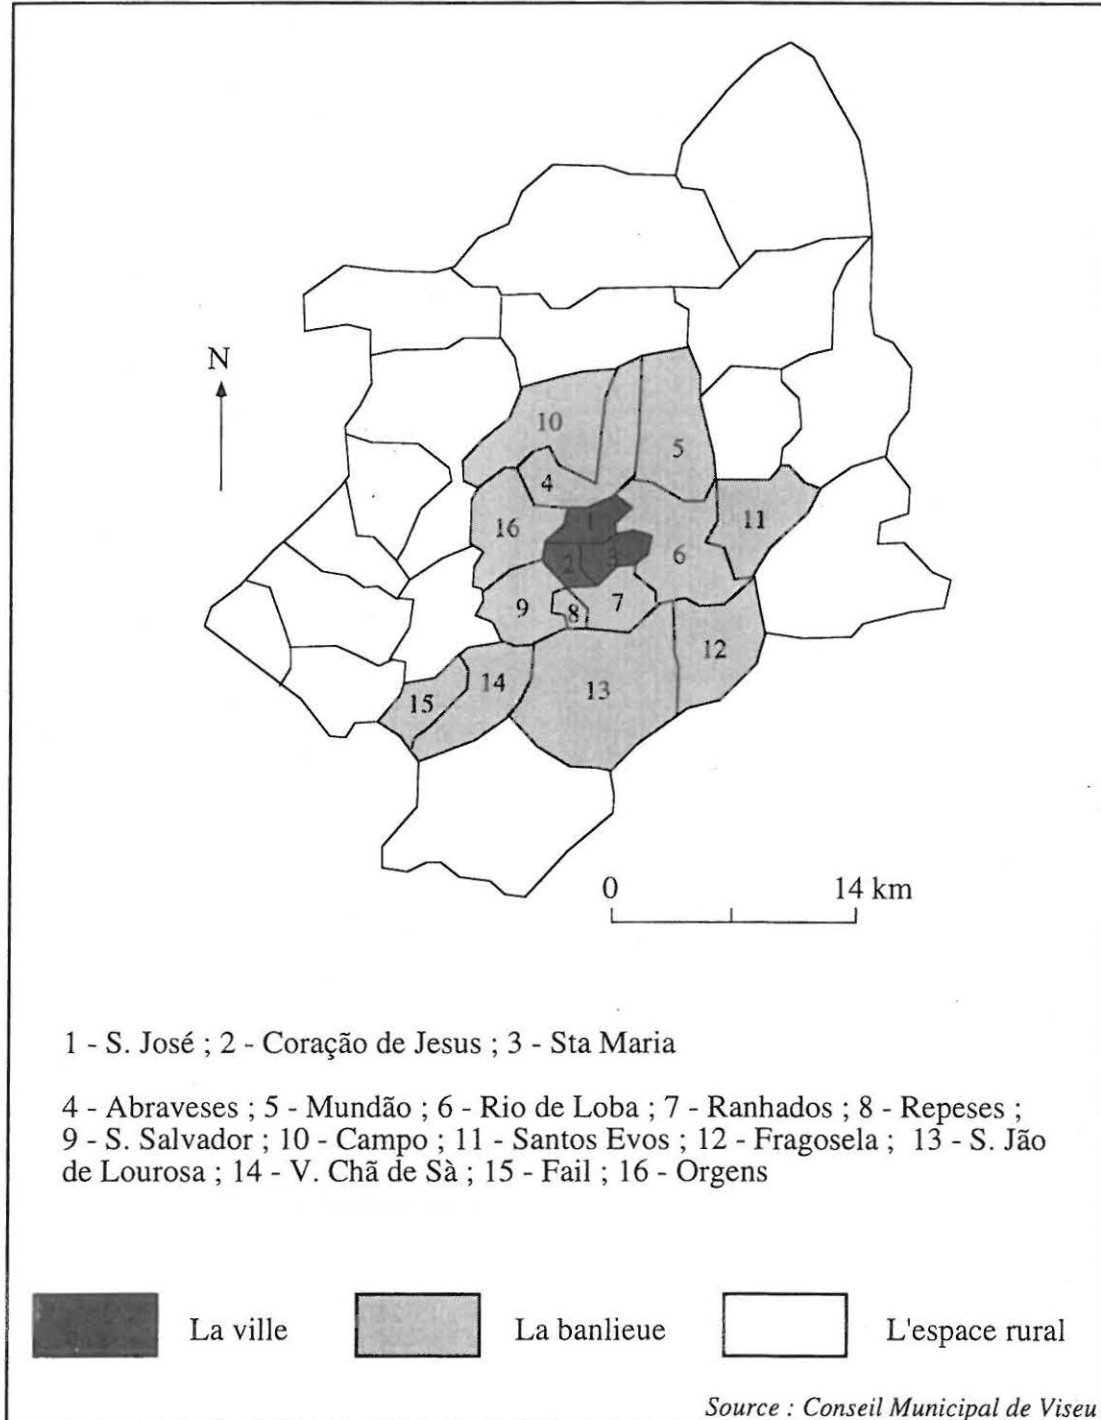 N
10
5
4
11
1
16
6
2
3
7
9
8
12
14
13
15
0 14 km
1 - S. José ; 2 - Coração de Jesus ; 3 - Sta Maria
4 - Abraveses ; 5 - Mundão ; 6 - Rio de Loba ; 7 - Ranhados ; 8 - Repeses ;
9 - S. Salvador ; 10 - Campo ; 11 - Santos Evos ; 12 - Fragosela ; 13 - S. Jão
de Lourosa ; 14 - V. Chã de Sà ; 15 - Fail ; 16 - Orgens
La ville La banlieue L'espace rural
Source : Conseil Municipal de Viseu